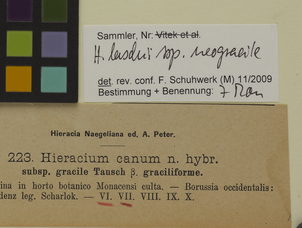 Sammler, Nr: Vitek et al.
H. laschii ssp. neogracile
det. rev. conf. F. Schuhwerk (M) 11/2009
Bestimmung + Benennung:
Hieracia Naegeliana ed. A. Peter.
223. Hieracium canum n. hybr.
subsp. gracile Tausch β. graciliforme.
ina in horto botanico Monacensi culta. — Borussia occidentalis:
denz leg. Scharlok. — VI. VII. VIII. IX. X.